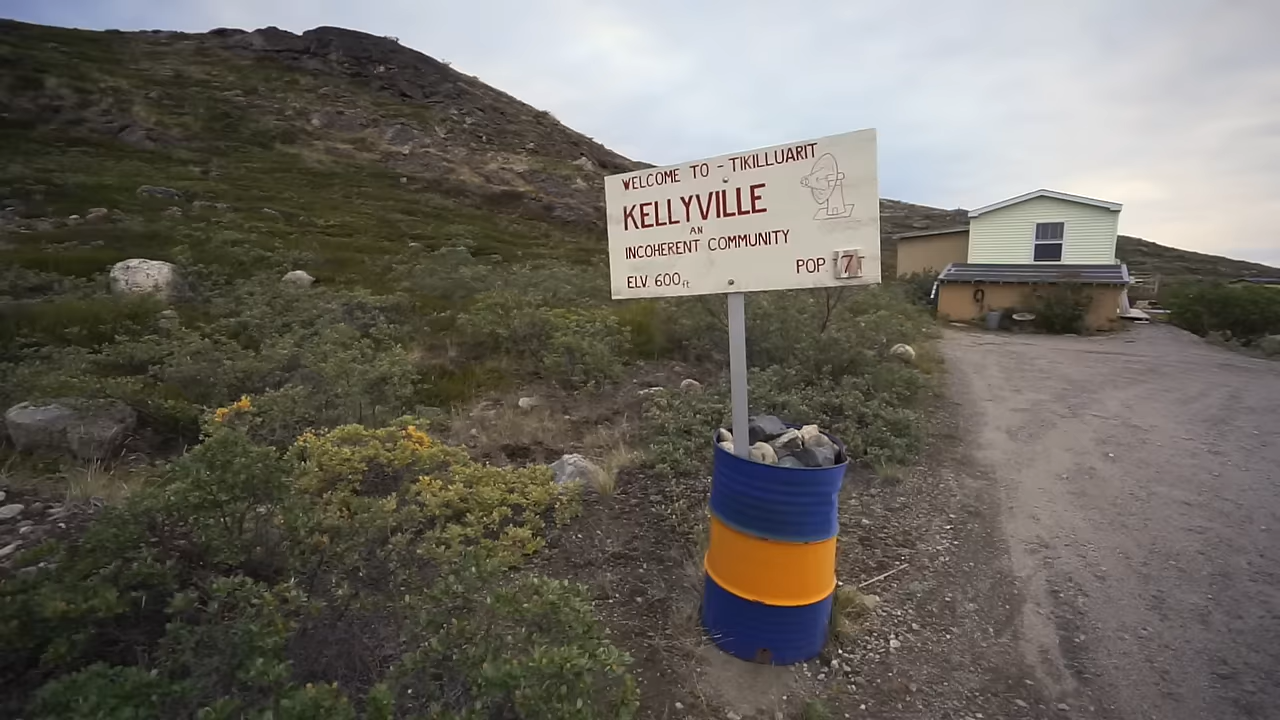 WELCOME TO - TIKILLUARIT
KELLYVILLE
AN
INCOHERENT COMMUNITY
ELV. 600ft
POP 7